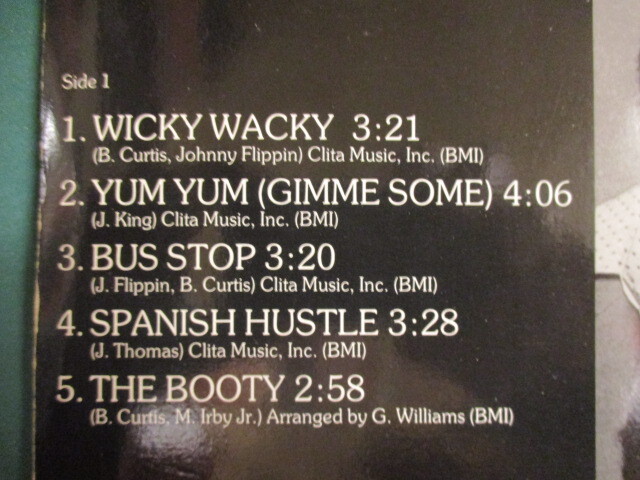 Side 1
1. WICKY WACKY 3:21
(B. Curtis, Johnny Flippin) Clita Music, Inc. (BMI)
2. YUM YUM (GIMME SOME) 4:06
(J. King) Clita Music, Inc. (BMI)
3. BUS STOP 3:20
(J. Flippin, B. Curtis) Clita Music, Inc. (BMI)
4. SPANISH HUSTLE 3:28
(J. Thomas) Clita Music, Inc. (BMI)
5. THE BOOTY 2:58
(B. Curtis, M. Irby Jr.) Arranged by G. Williams (BMI)